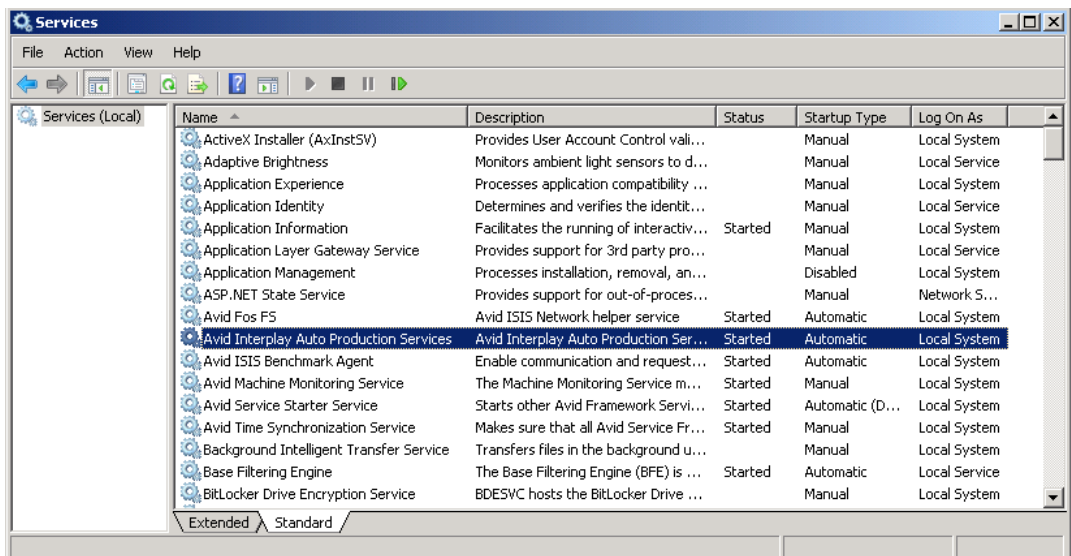 Services
File Action View Help
Services (Local)
Name Description Status Startup Type Log On As
ActiveX Installer (AxInstSV) Provides User Account Control vali... Manual Local System
Adaptive Brightness Monitors ambient light sensors to d... Manual Local Service
Application Experience Processes application compatibility ... Manual Local System
Application Identity Determines and verifies the identit... Manual Local Service
Application Information Facilitates the running of interactiv... Started Manual Local System
Application Layer Gateway Service Provides support for 3rd party pro... Manual Local Service
Application Management Processes installation, removal, an... Disabled Local System
ASP.NET State Service Provides support for out-of-proces... Manual Network S...
Avid Fos FS Avid ISIS Network helper service Started Automatic Local System
Avid Interplay Auto Production Services Avid Interplay Auto Production Ser... Started Automatic Local System
Avid ISIS Benchmark Agent Enable communication and request... Started Automatic Local System
Avid Machine Monitoring Service The Machine Monitoring Service m... Started Manual Local System
Avid Service Starter Service Starts other Avid Framework Servi... Started Automatic (D... Local System
Avid Time Synchronization Service Makes sure that all Avid Service Fr... Started Manual Local System
Background Intelligent Transfer Service Transfers files in the background u... Manual Local System
Base Filtering Engine The Base Filtering Engine (BFE) is ... Started Automatic Local Service
BitLocker Drive Encryption Service BDESVC hosts the BitLocker Drive ... Manual Local System
Extended Standard